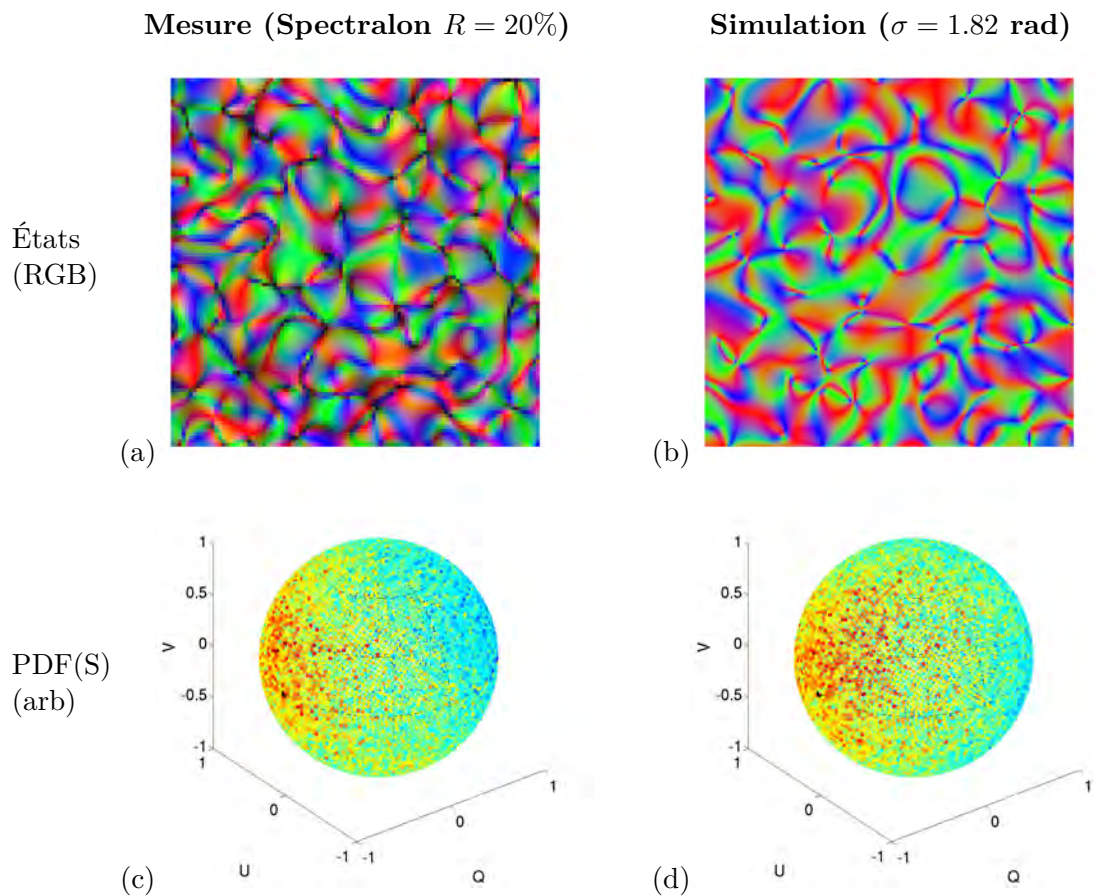 Mesure (Spectralon R = 20%)
Simulation (σ = 1.82 rad)
États
(RGB)
(a)
(b)
PDF(S)
(arb)
1
0.5
0
-0.5
-1
V
1
0
-1
U
-1
0
1
Q
(c)
1
0.5
0
-0.5
-1
V
1
0
-1
U
-1
0
1
Q
(d)